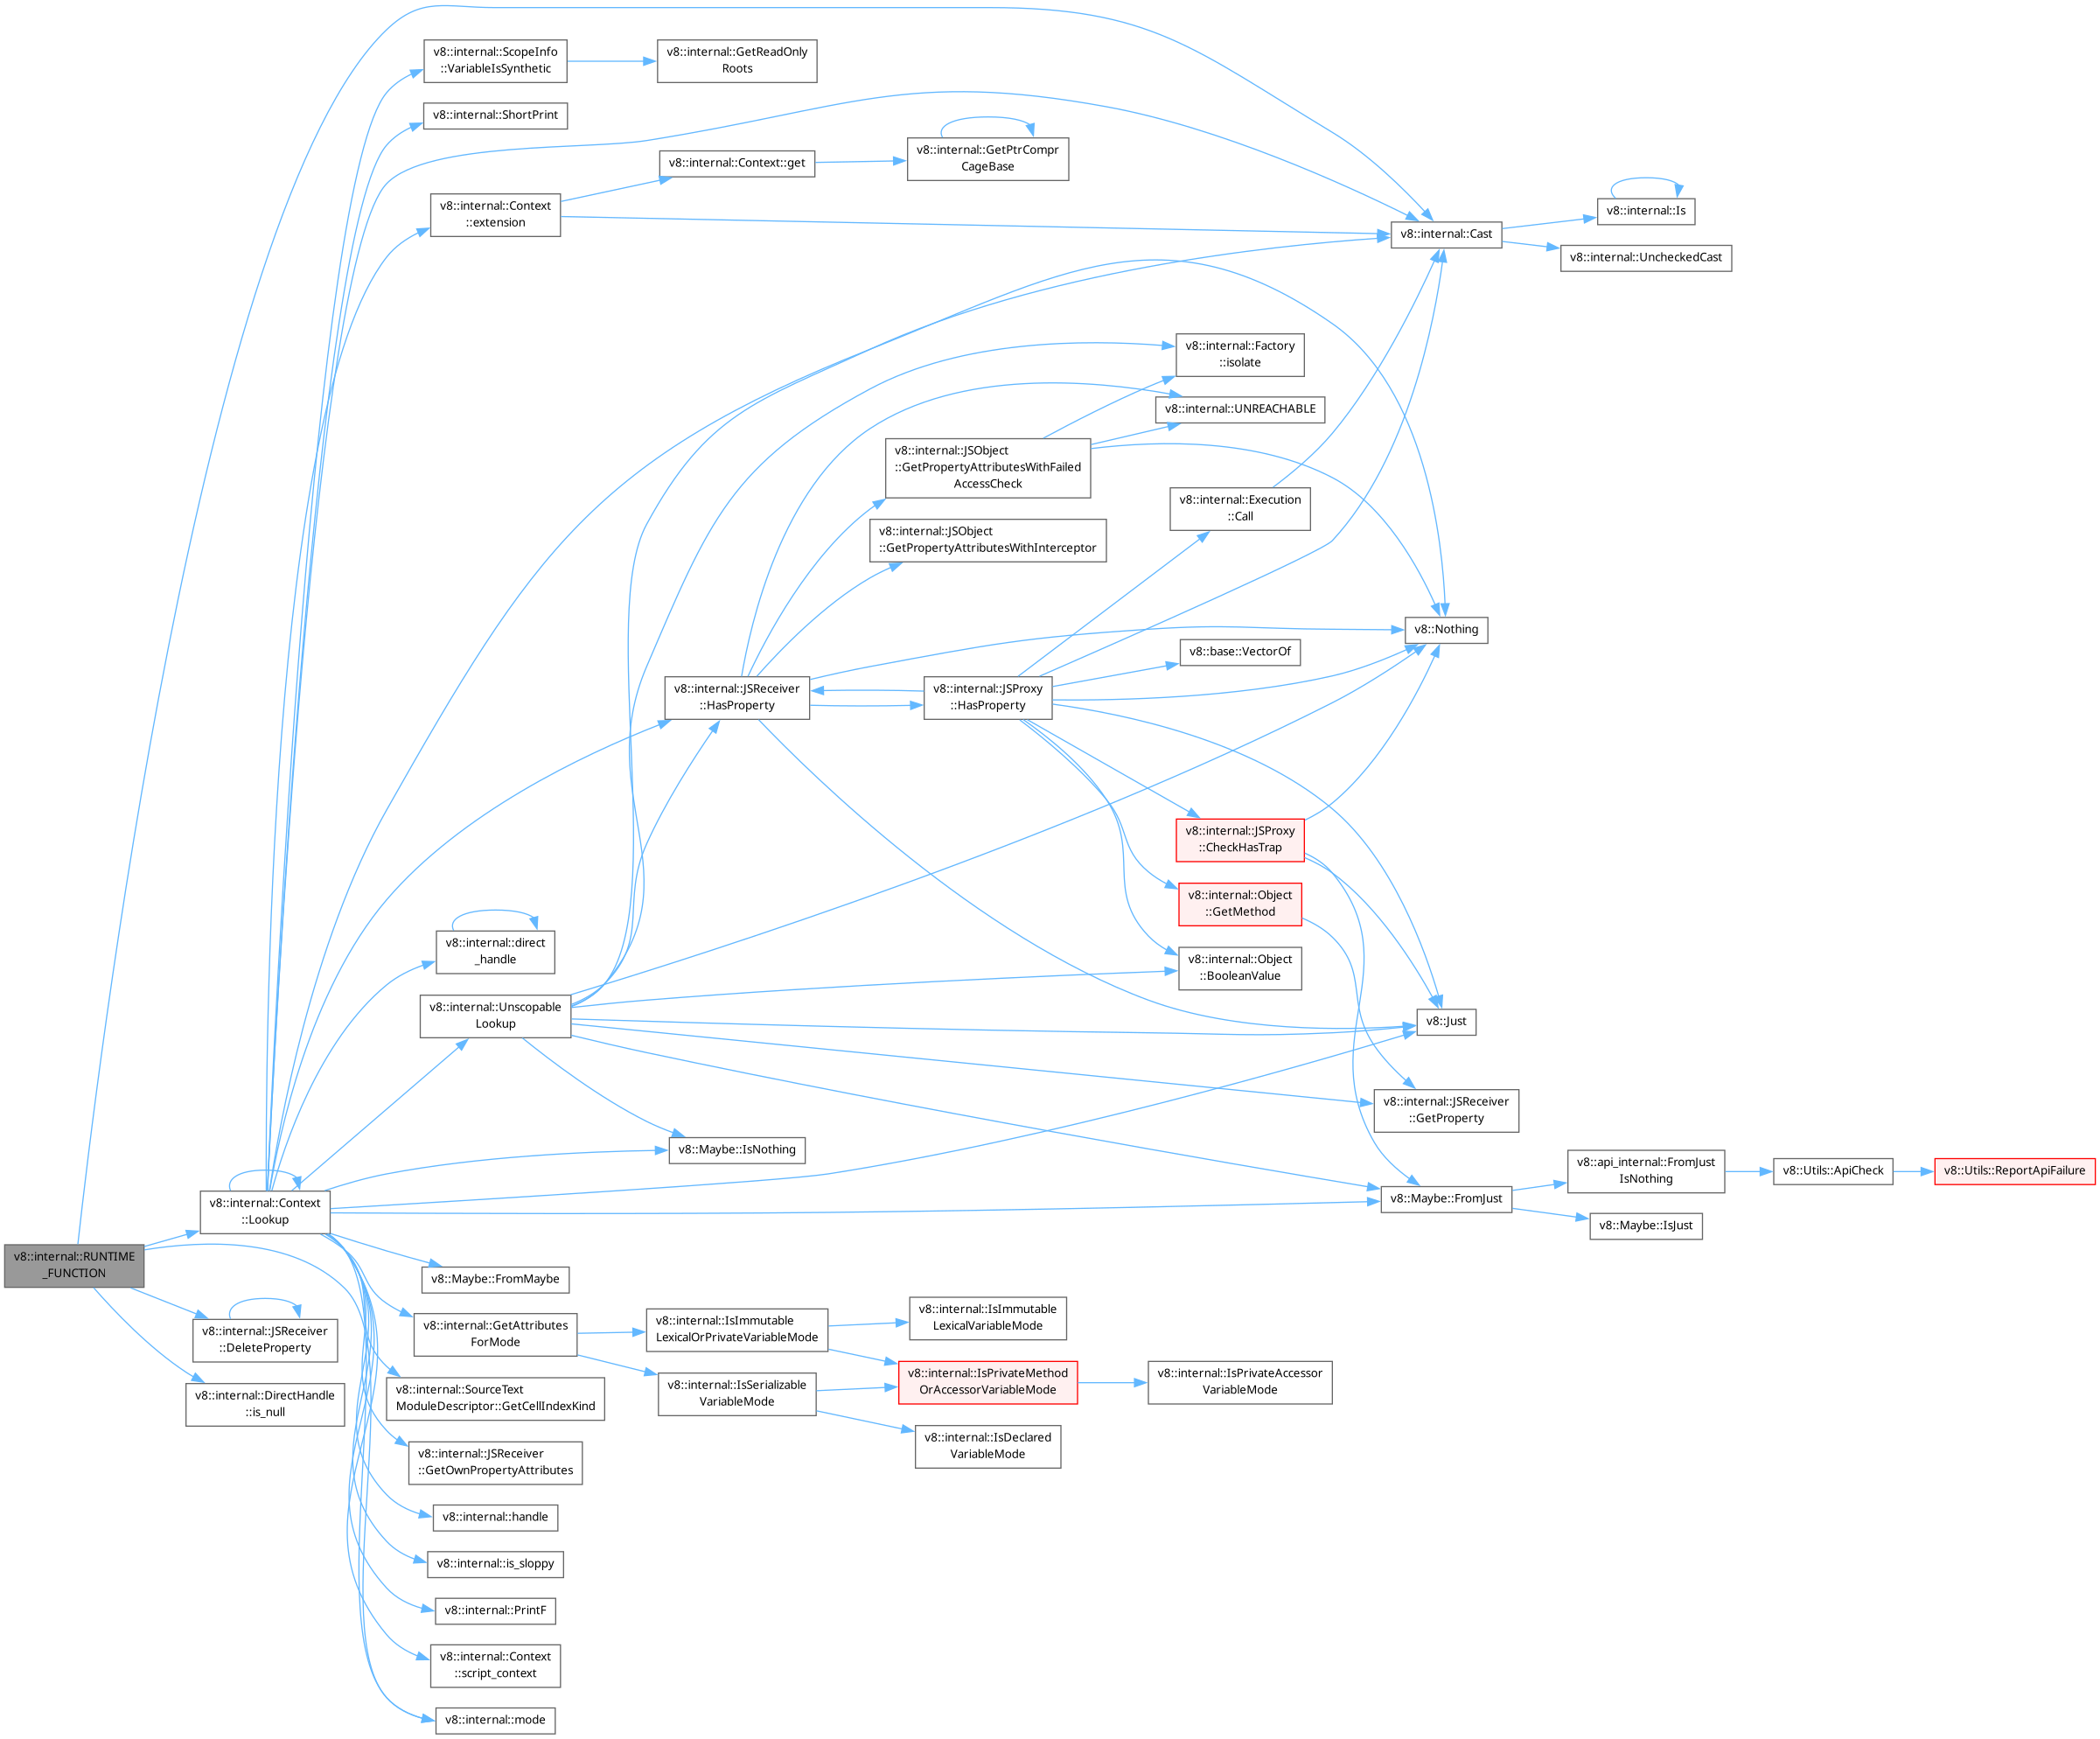 v8::internal::ScopeInfo
::VariableIsSynthetic
v8::internal::GetReadOnly
Roots
v8::internal::ShortPrint
v8::internal::GetPtrCompr
CageBase
v8::internal::Context::get
v8::internal::Context
::extension
v8::internal::Is
v8::internal::Cast
v8::internal::UncheckedCast
v8::internal::Factory
::isolate
v8::internal::UNREACHABLE
v8::internal::JSObject
::GetPropertyAttributesWithFailed
AccessCheck
v8::internal::Execution
::Call
v8::internal::JSObject
::GetPropertyAttributesWithInterceptor
v8::Nothing
v8::base::VectorOf
v8::internal::JSReceiver
::HasProperty
v8::internal::JSProxy
::HasProperty
v8::internal::JSProxy
::CheckHasTrap
v8::internal::Object
::GetMethod
v8::internal::direct
_handle
v8::internal::Object
::BooleanValue
v8::internal::Unscopable
Lookup
v8::Just
v8::internal::JSReceiver
::GetProperty
v8::Maybe::IsNothing
v8::api_internal::FromJust
IsNothing
v8::Utils::ApiCheck
v8::Utils::ReportApiFailure
v8::internal::Context
::Lookup
v8::Maybe::FromJust
v8::Maybe::IsJust
v8::internal::RUNTIME
_FUNCTION
v8::Maybe::FromMaybe
v8::internal::JSReceiver
::DeleteProperty
v8::internal::GetAttributes
ForMode
v8::internal::IsImmutable
LexicalOrPrivateVariableMode
v8::internal::IsImmutable
LexicalVariableMode
v8::internal::DirectHandle
::is_null
v8::internal::SourceText
ModuleDescriptor::GetCellIndexKind
v8::internal::IsSerializable
VariableMode
v8::internal::IsPrivateMethod
OrAccessorVariableMode
v8::internal::IsPrivateAccessor
VariableMode
v8::internal::IsDeclared
VariableMode
v8::internal::JSReceiver
::GetOwnPropertyAttributes
v8::internal::handle
v8::internal::is_sloppy
v8::internal::PrintF
v8::internal::Context
::script_context
v8::internal::mode